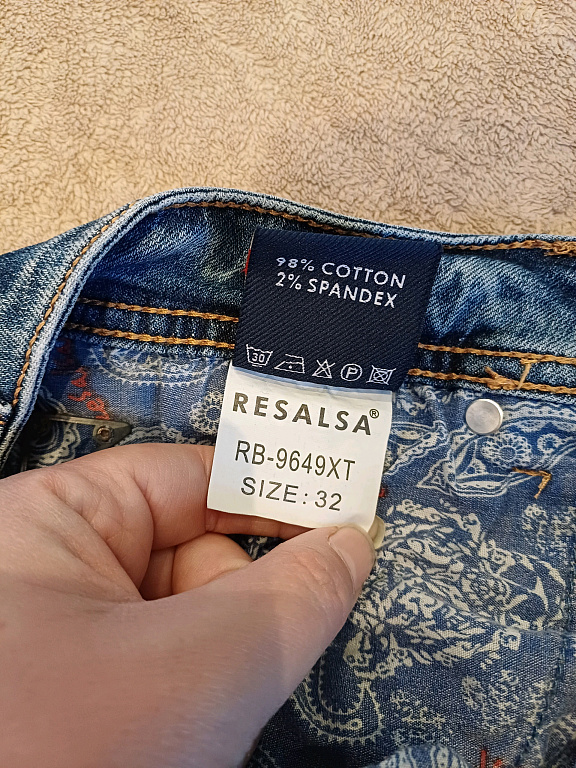 98% COTTON
2% SPANDEX
30
P
RESALSA®
RB-9649XT
SIZE: 32